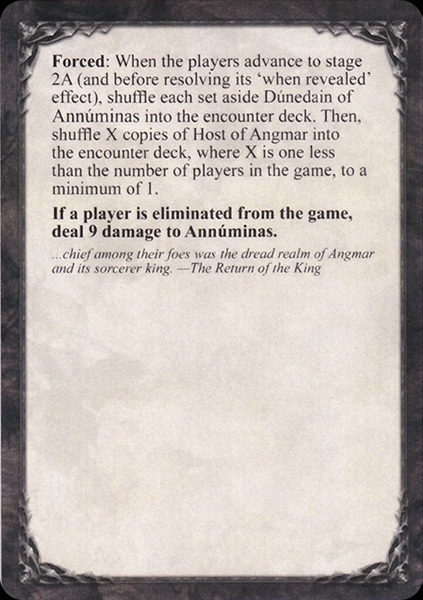 Forced: When the players advance to stage
2A (and before resolving its ‘when revealed’
effect), shuffle each set aside Dúnedain of
Annúminas into the encounter deck. Then,
shuffle X copies of Host of Angmar into
the encounter deck, where X is one less
than the number of players in the game, to a
minimum of 1.
If a player is eliminated from the game,
deal 9 damage to Annúminas.
...chief among their foes was the dread realm of Angmar
and its sorcerer king. —The Return of the King